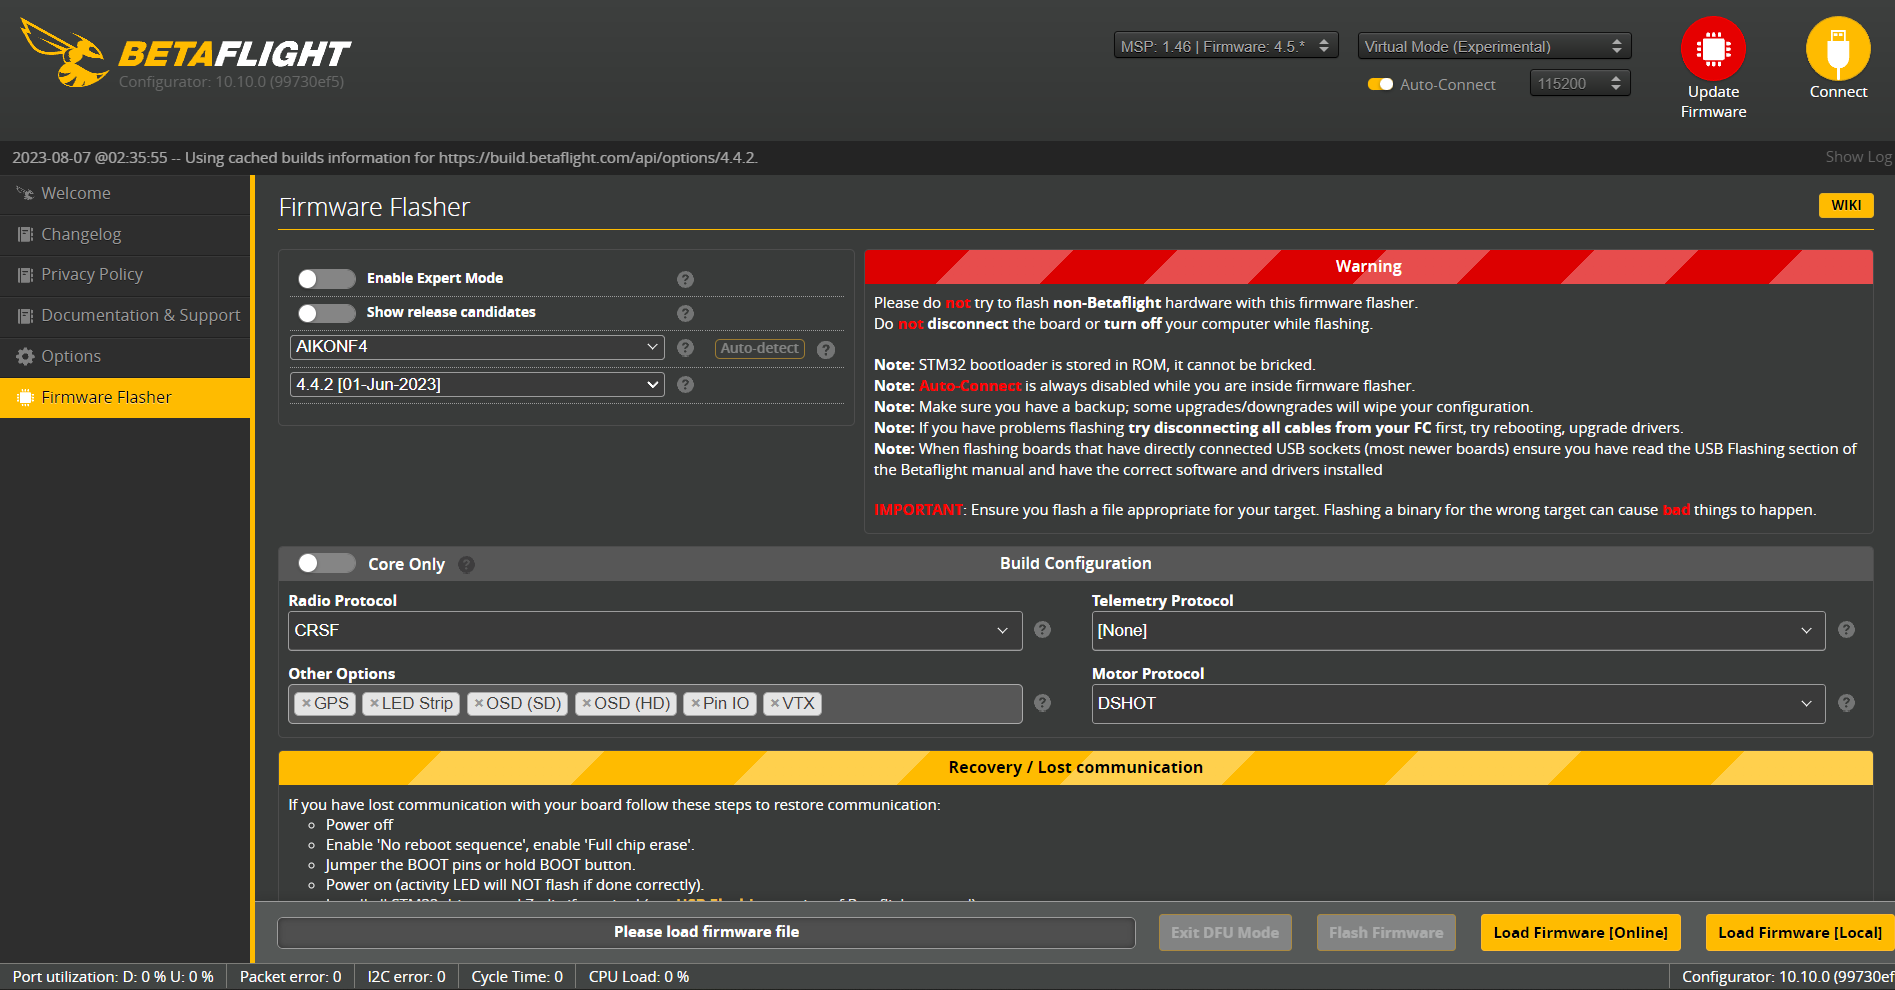 BETAFLIGHT
Configurator: 10.10.0 (99730ef5)
MSP: 1.46 | Firmware: 4.5.*
Virtual Mode (Experimental)
Auto-Connect
115200
Update
Firmware
Connect
2023-08-07 @02:35:55 -- Using cached builds information for https://build.betaflight.com/api/options/4.4.2.
Show Log
Welcome
Changelog
Privacy Policy
Documentation & Support
Options
Firmware Flasher
Firmware Flasher
WIKI
Enable Expert Mode
Show release candidates
AIKONF4
Auto-detect
4.4.2 [01-Jun-2023]
Warning
Please do not try to flash non-Betaflight hardware with this firmware flasher.
Do not disconnect the board or turn off your computer while flashing.
Note: STM32 bootloader is stored in ROM, it cannot be bricked.
Note: Auto-Connect is always disabled while you are inside firmware flasher.
Note: Make sure you have a backup; some upgrades/downgrades will wipe your configuration.
Note: If you have problems flashing try disconnecting all cables from your FC first, try rebooting, upgrade drivers.
Note: When flashing boards that have directly connected USB sockets (most newer boards) ensure you have read the USB Flashing section of
the Betaflight manual and have the correct software and drivers installed
IMPORTANT: Ensure you flash a file appropriate for your target. Flashing a binary for the wrong target can cause bad things to happen.
Core Only
Build Configuration
Radio Protocol
CRSF
Telemetry Protocol
[None]
Other Options
×GPS ×LED Strip ×OSD (SD) ×OSD (HD) ×Pin IO ×VTX
Motor Protocol
DSHOT
Recovery / Lost communication
If you have lost communication with your board follow these steps to restore communication:
Power off
Enable 'No reboot sequence', enable 'Full chip erase'.
Jumper the BOOT pins or hold BOOT button.
Power on (activity LED will NOT flash if done correctly).
Please load firmware file
Exit DFU Mode
Flash Firmware
Load Firmware [Online]
Load Firmware [Local]
Port utilization: D: 0 % U: 0 %
Packet error: 0
I2C error: 0
Cycle Time: 0
CPU Load: 0 %
Configurator: 10.10.0 (99730ef